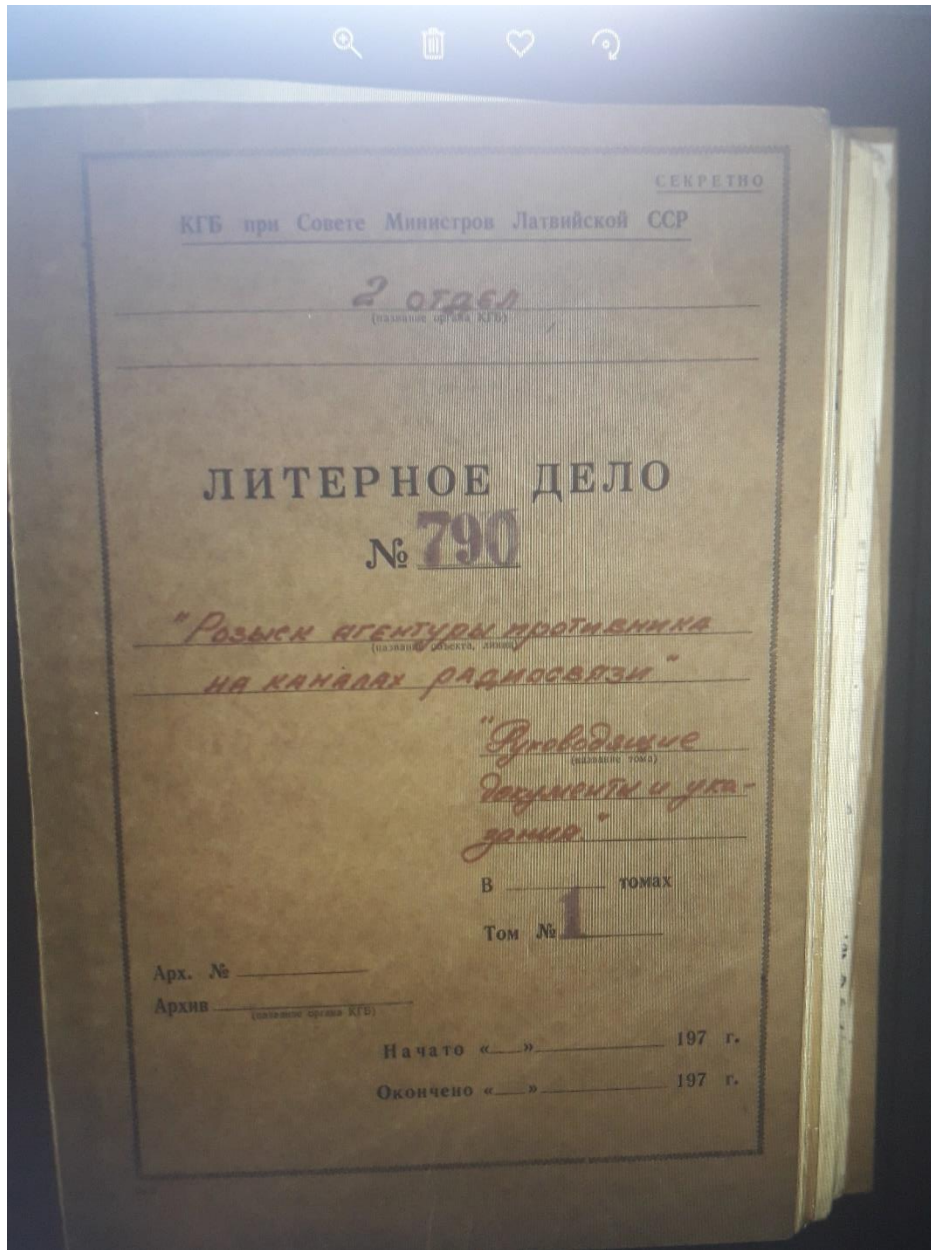 СЕКРЕТНО
КГБ при Совете Министров Латвийской ССР
2 отдел
(название органа КГБ)
ЛИТЕРНОЕ ДЕЛО
№ 790
"Розыск агентуры противника
(название объекта, линии)
на каналах радиосвязи"
"Руководящие
(название тома)
документы и ука-
зания."
В томах
Том № 1
Арх. №
Архив
(название органа КГБ)
Начато « » 197 г.
Окончено « » 197 г.